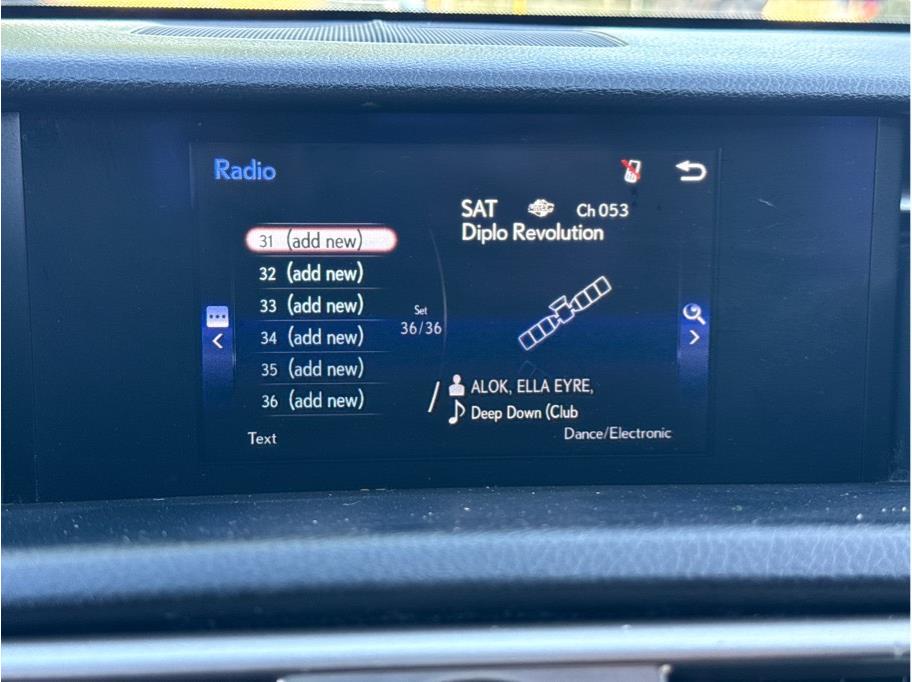 Radio
SAT Ch 053
Diplo Revolution
31 (add new)
32 (add new)
33 (add new)
34 (add new)
35 (add new)
36 (add new)
Set
36/36
ALOK, ELLA EYRE,
Deep Down (Club
Dance/Electronic
Text